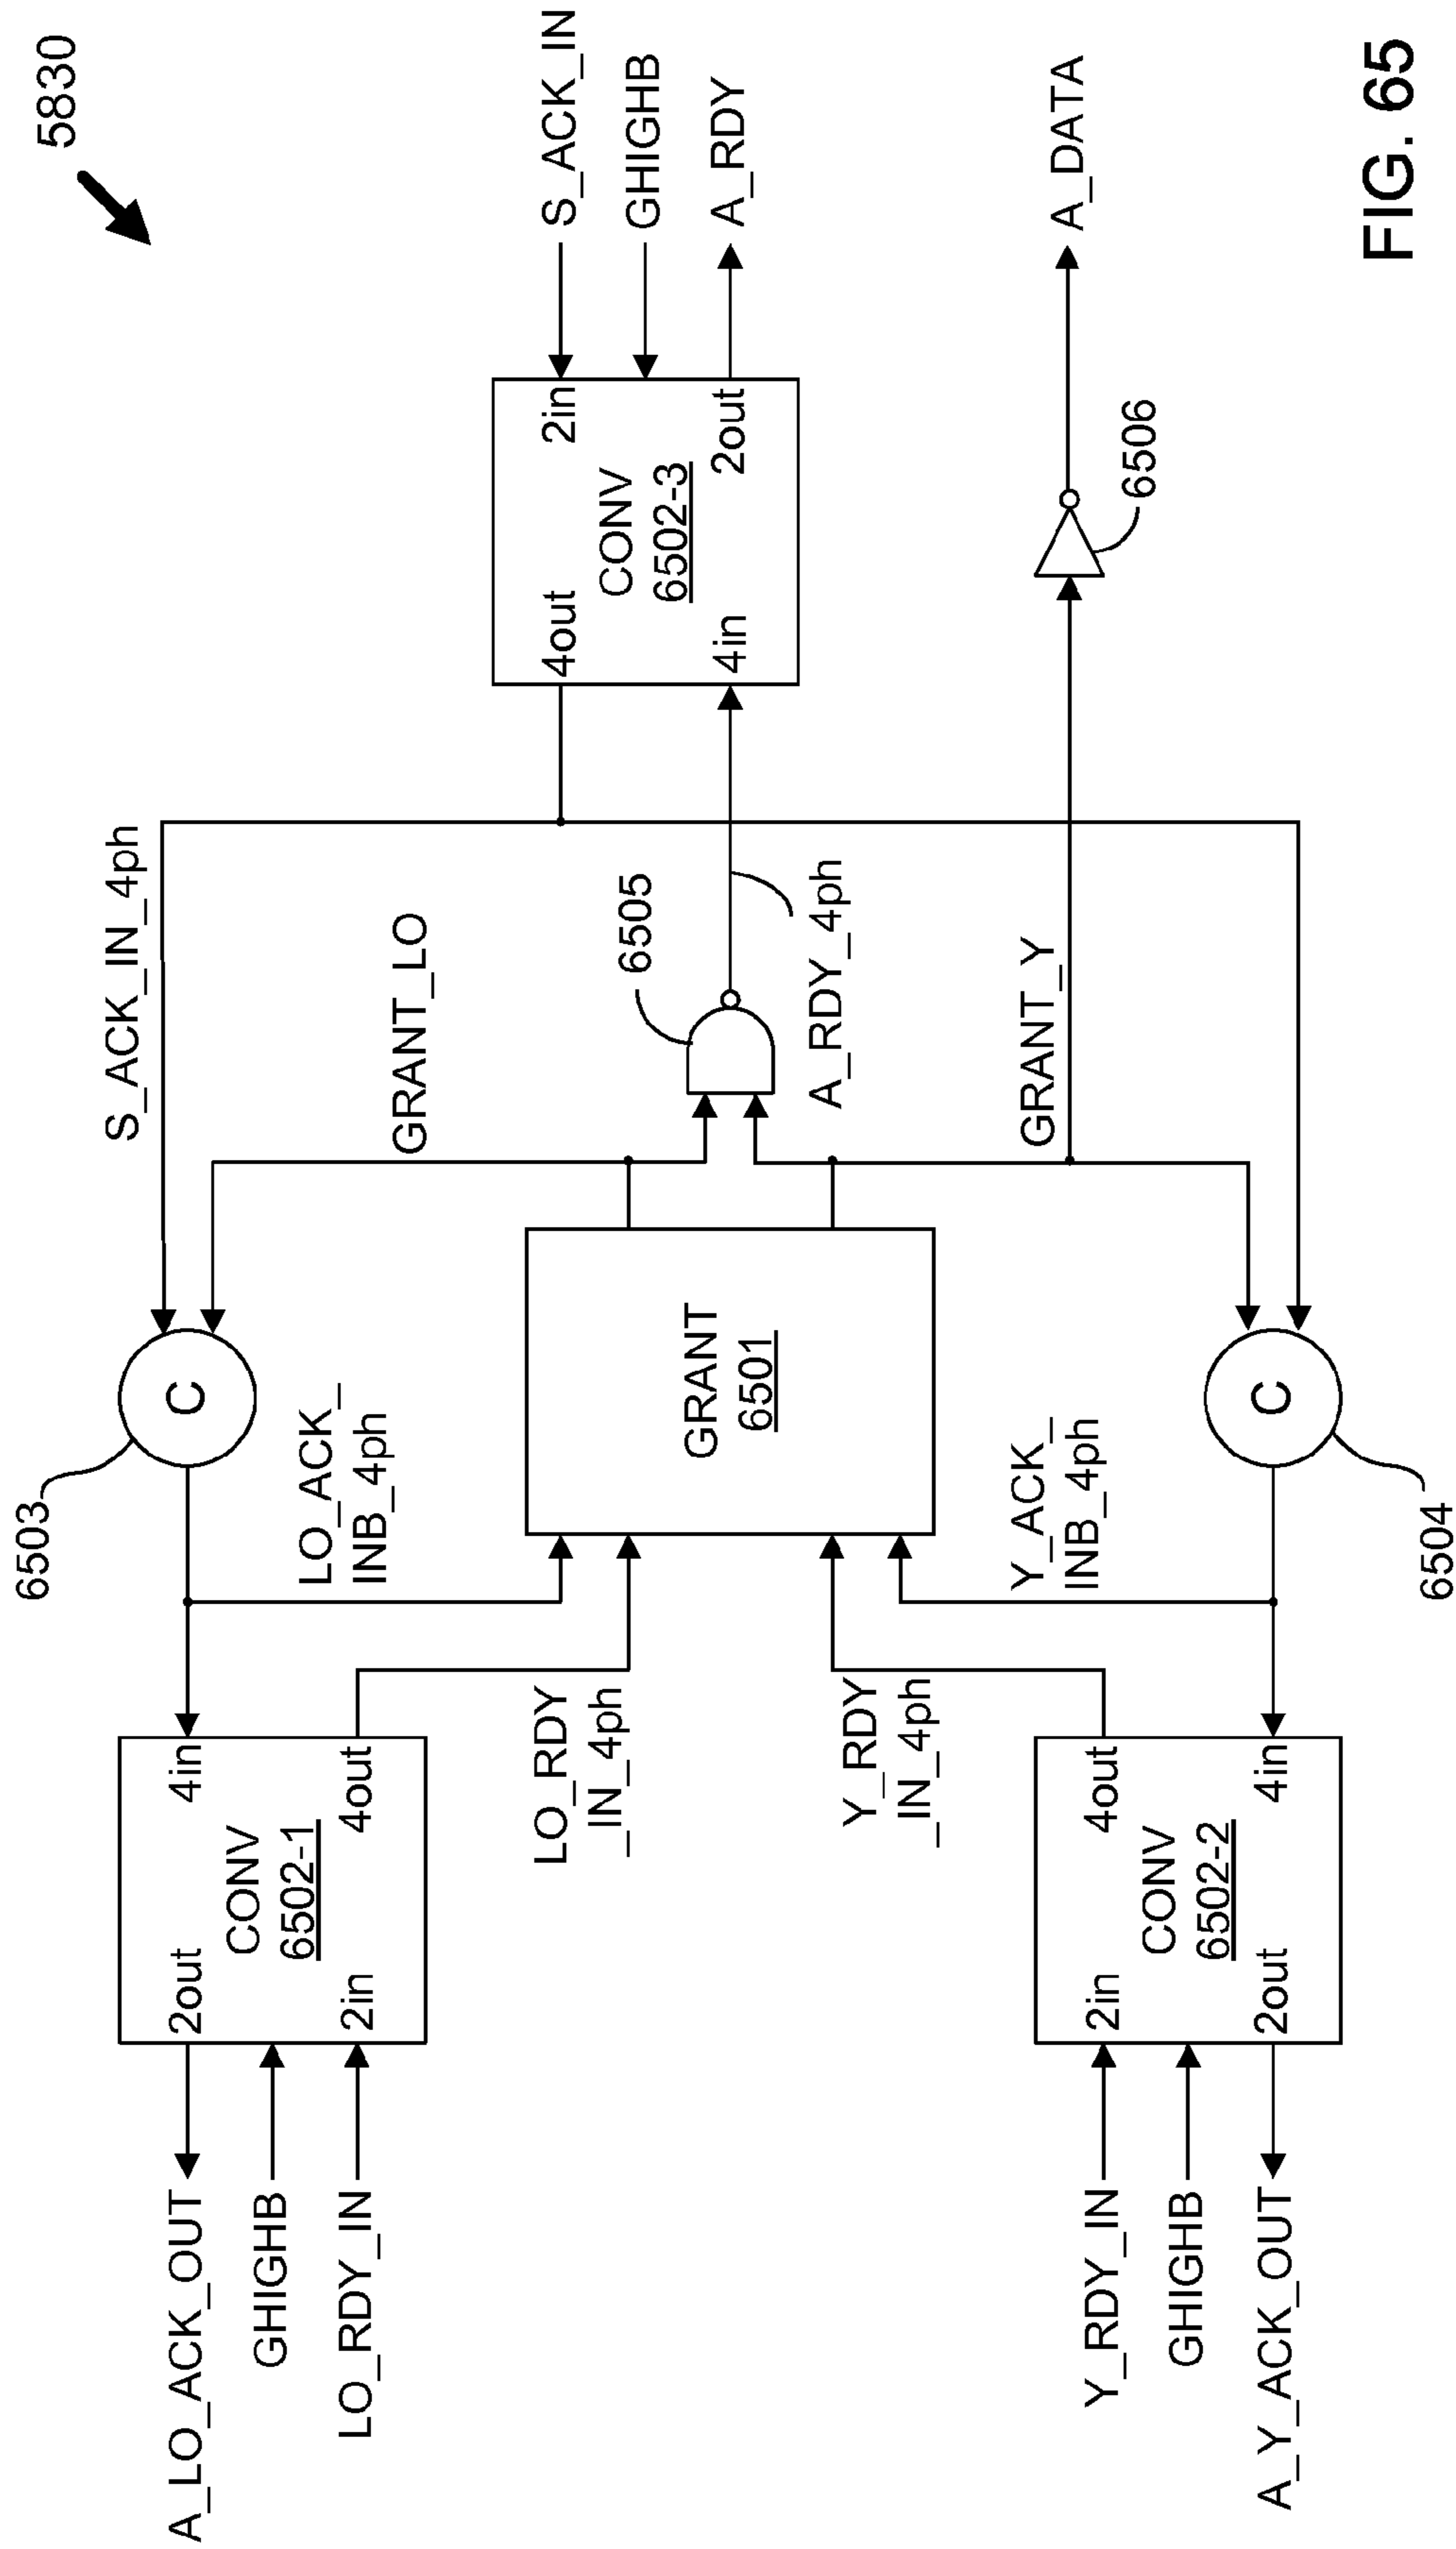 5830
S_ACK_IN_4ph
6503
A_LO_ACK_OUT
GHIGHB
LO_RDY_IN
2out
4in
CONV
6502-1
2in
4out
C
LO_ACK_
INB_4ph
GRANT_LO
LO_RDY
_IN_4ph
GRANT
6501
6505
A_RDY_4ph
4out
2in
CONV
6502-3
4in
2out
S_ACK_IN
GHIGHB
A_RDY
Y_RDY
_IN_4ph
Y_ACK_
INB_4ph
GRANT_Y
6506
A_DATA
Y_RDY_IN
GHIGHB
A_Y_ACK_OUT
2in
4out
CONV
6502-2
2out
4in
C
6504
FIG. 65